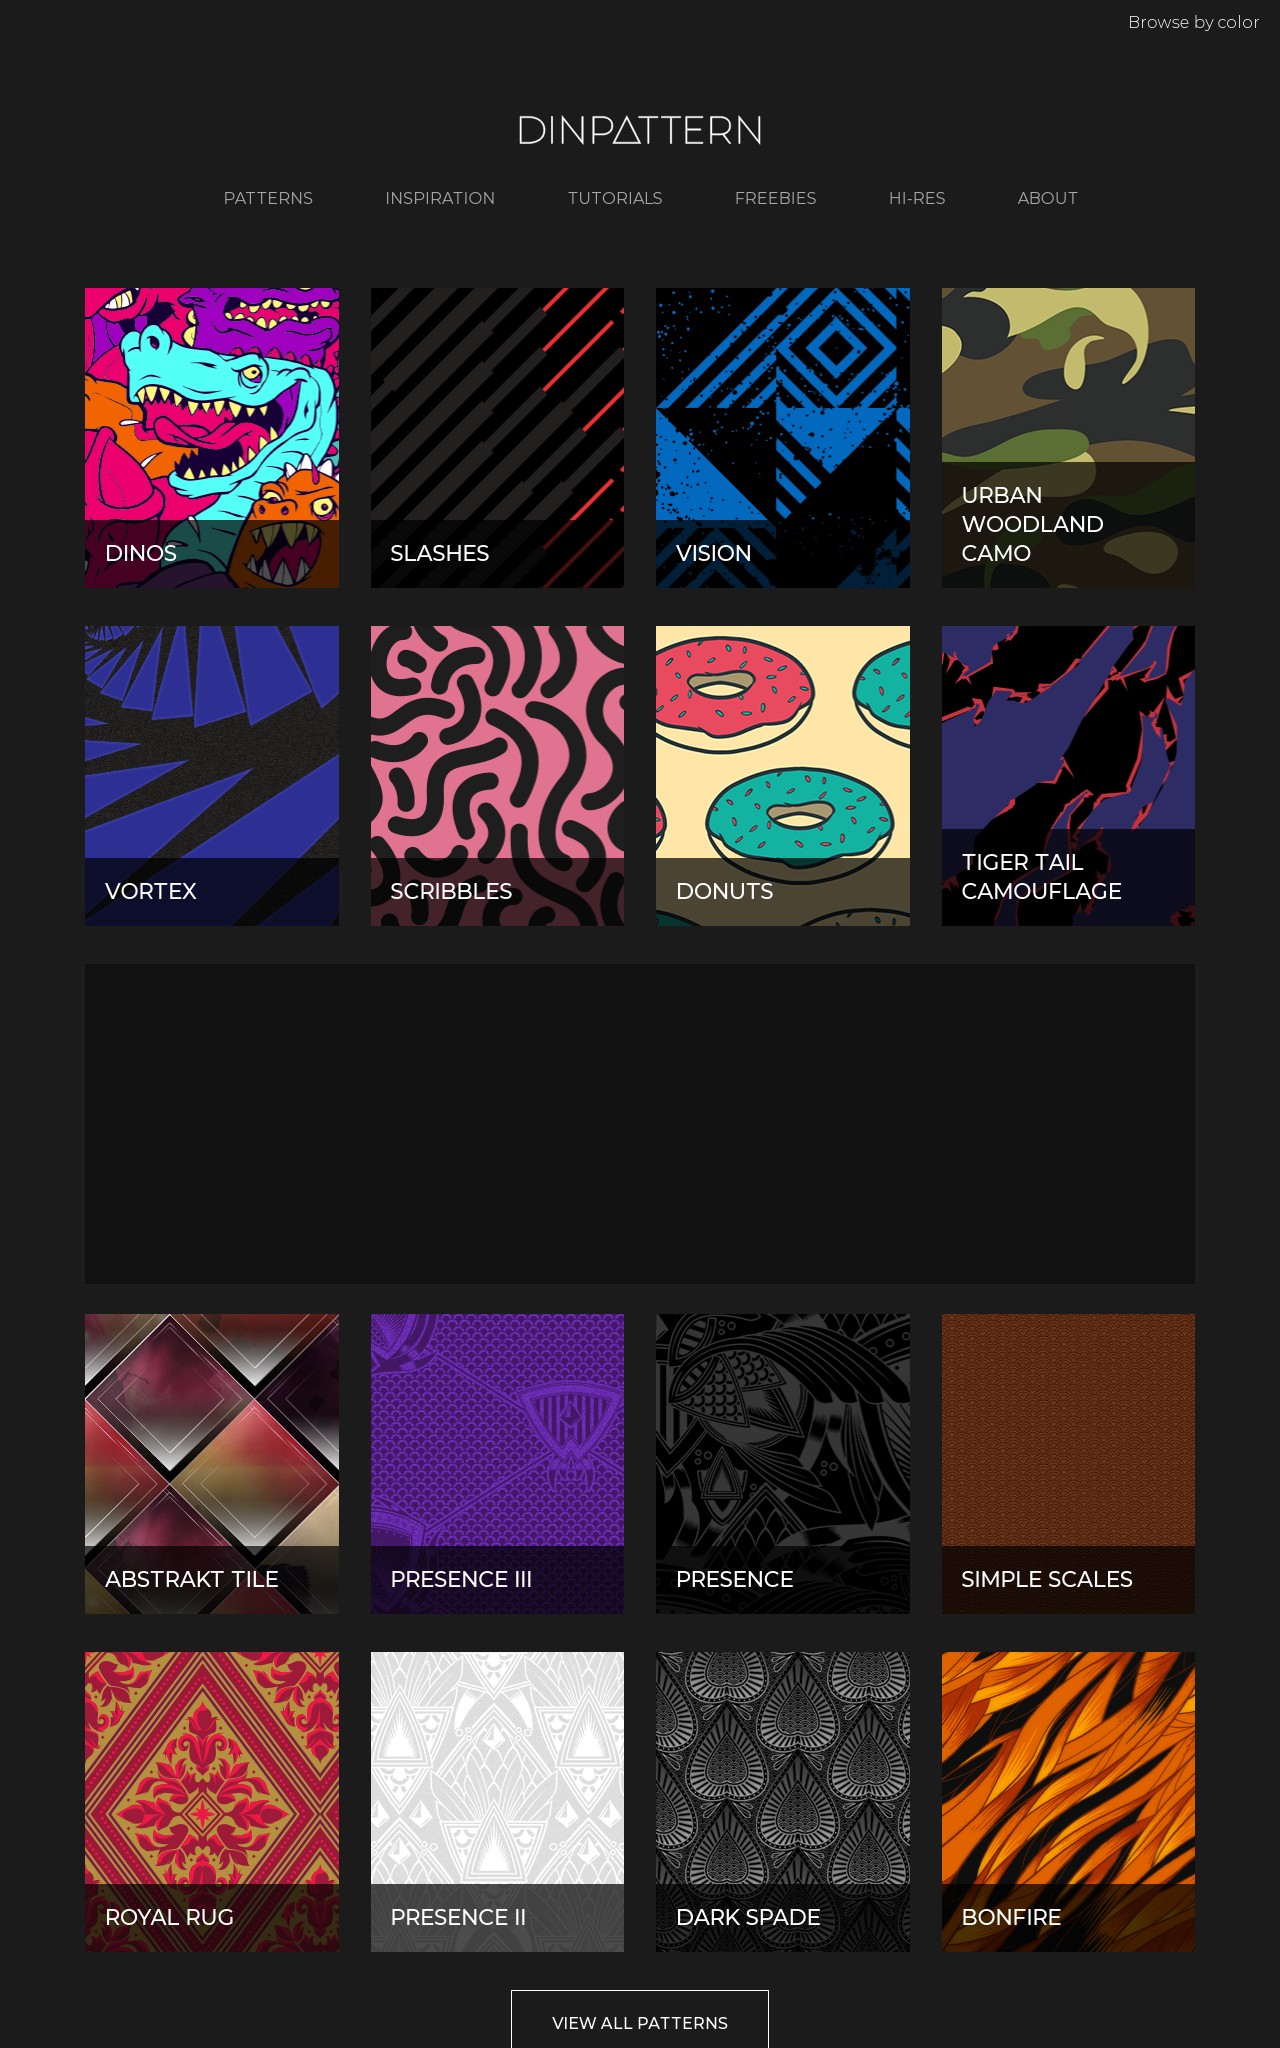 Browse by color
DINPATTERN
PATTERNS
INSPIRATION
TUTORIALS
FREEBIES
HI-RES
ABOUT
DINOS
SLASHES
VISION
URBAN
WOODLAND
CAMO
VORTEX
SCRIBBLES
DONUTS
TIGER TAIL
CAMOUFLAGE
ABSTRAKT TILE
PRESENCE III
PRESENCE
SIMPLE SCALES
ROYAL RUG
PRESENCE II
DARK SPADE
BONFIRE
VIEW ALL PATTERNS